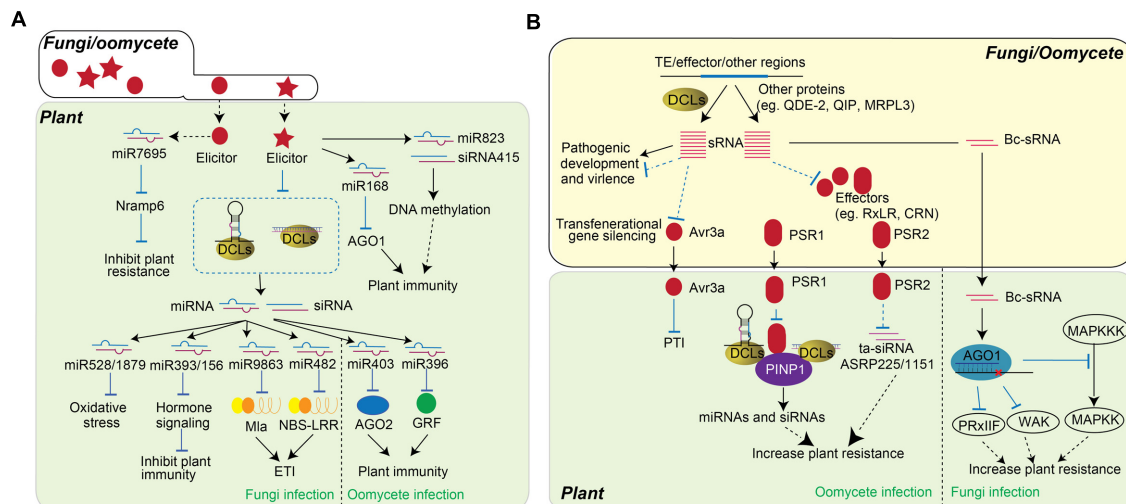 A
Fungi/oomycete
Plant
miR7695
Elicitor
Elicitor
miR823
siRNA415
miR168
Nramp6
DNA methylation
Inhibit plant
resistance
DCLs
DCLs
AGO1
Plant immunity
miRNA
siRNA
miR528/1879
miR393/156
miR9863
miR482
miR403
miR396
Oxidative
stress
Hormone
signaling
Mla
NBS-LRR
AGO2
GRF
Inhibit plant
immunity
ETI
Plant immunity
Fungi infection
Oomycete infection
B
Fungi/Oomycete
TE/effector/other regions
DCLs
Other proteins
(eg. QDE-2, QIP, MRPL3)
sRNA
Bc-sRNA
Pathogenic
development
and virlence
Effectors
(eg. RxLR, CRN)
Transfenerational
gene silencing
Avr3a
PSR1
PSR2
Avr3a
PSR1
PSR2
Bc-sRNA
PTI
DCLs
DCLs
PINP1
ta-siRNA
ASRP225/1151
AGO1
MAPKKK
miRNAs and siRNAs
PRxIIF
WAK
MAPKK
Increase plant resistance
Increase plant resistance
Plant
Oomycete infection
Fungi infection